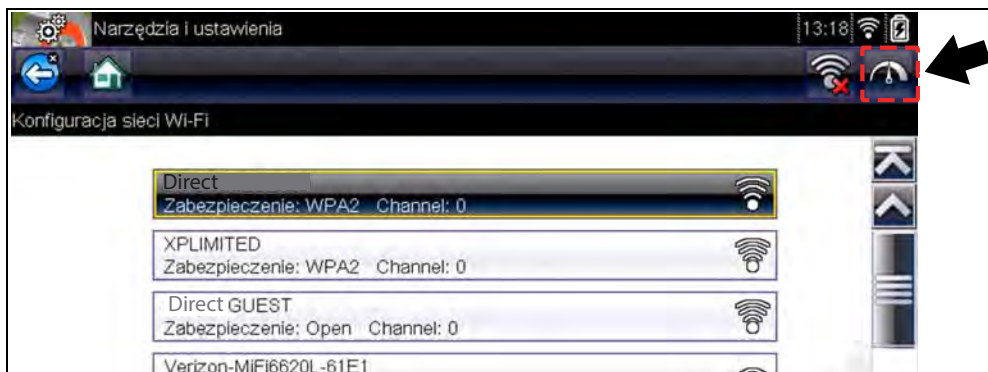 Narzędzia i ustawienia 13:18
Konfiguracja sieci Wi-Fi
Direct
Zabezpieczenie: WPA2 Channel: 0
XPLIMITED
Zabezpieczenie: WPA2 Channel: 0
Direct GUEST
Zabezpieczenie: Open Channel: 0
Verizon-MiFi6620L-61E1